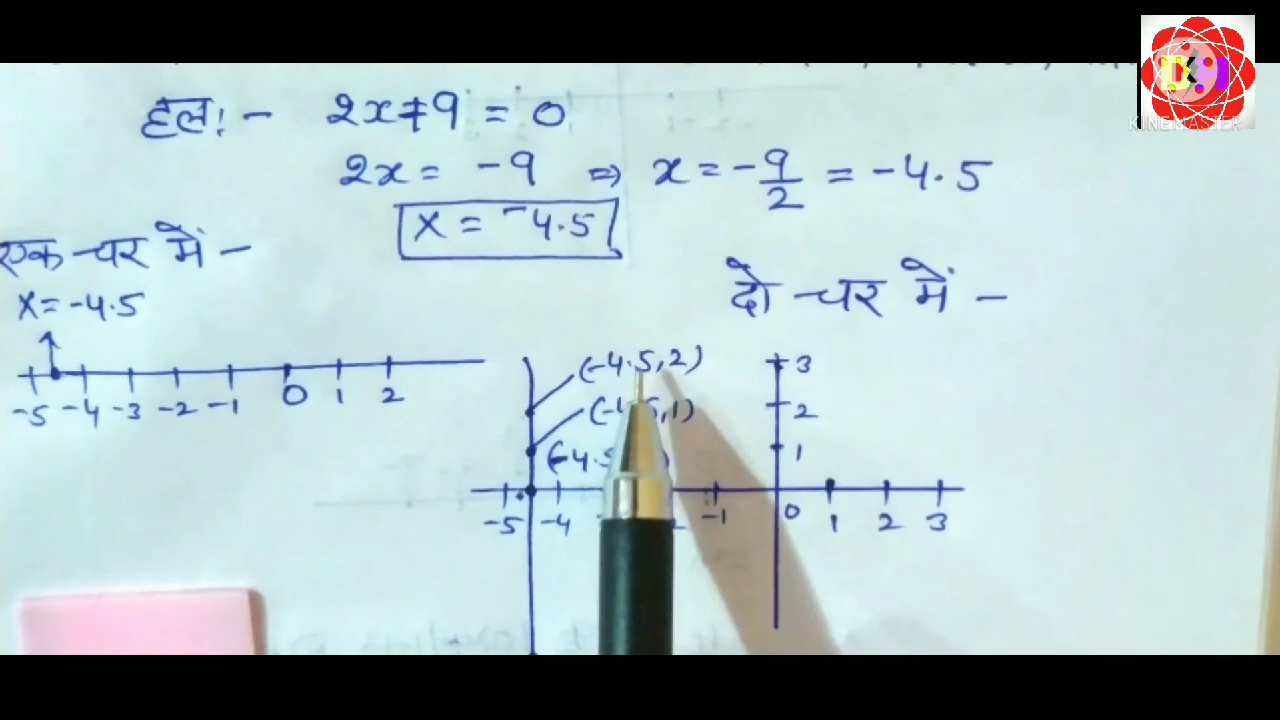 हलः- 2x+9 = 0
2x = -9 ⇒ x = -9/2 = -4.5
x = -4.5
एक चर में -
x = -4.5
-5 -4 -3 -2 -1 0 1 2
दो चर में -
(-4.5,2)
3
2
1
-5 -4 -1 0 1 2 3
KINEMASTER